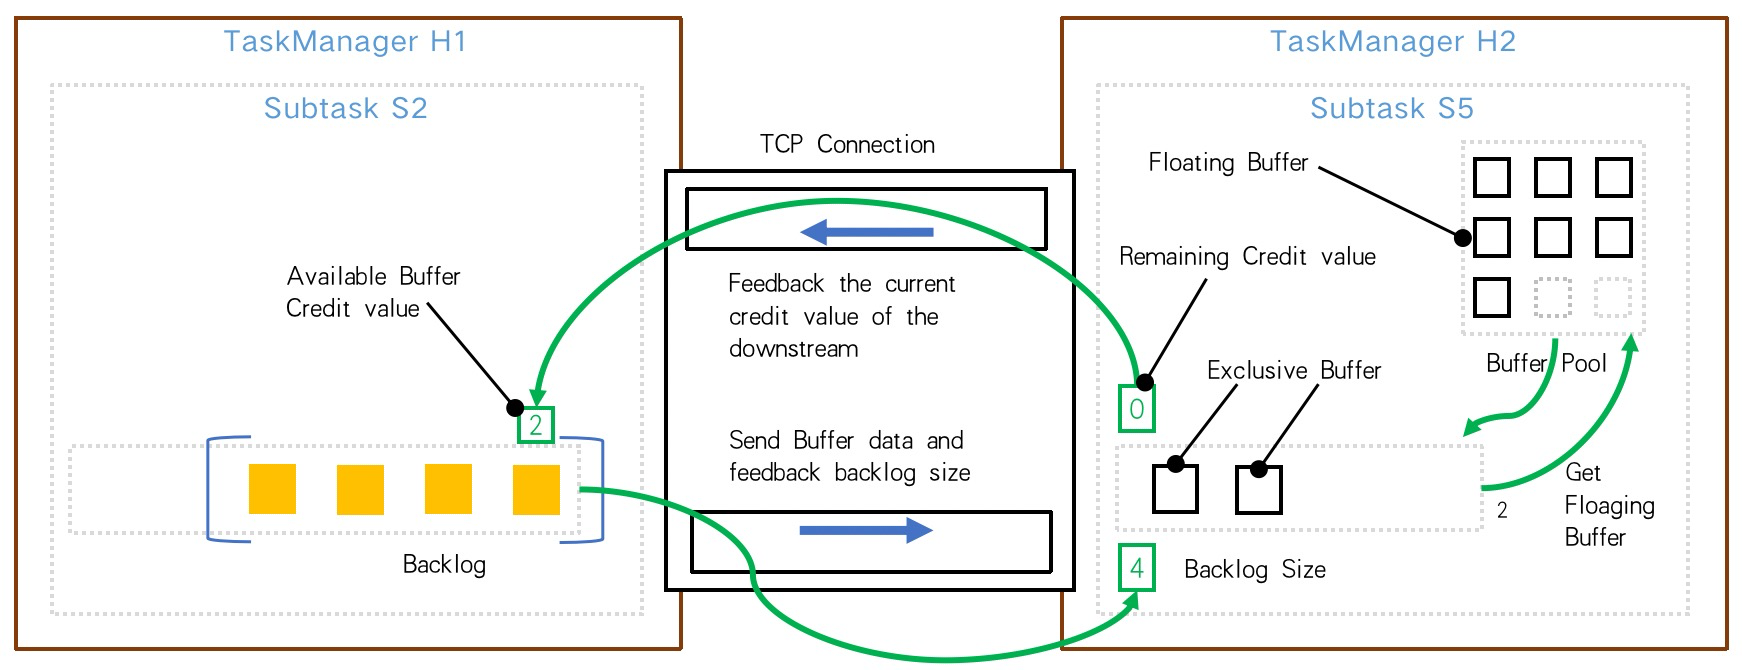 TaskManager H1
TaskManager H2
Subtask S2
Subtask S5
TCP Connection
Floating Buffer
Remaining Credit value
Available Buffer
Credit value
Feedback the current
credit value of the
downstream
Buffer Pool
Exclusive Buffer
0
2
Send Buffer data and
feedback backlog size
Get
Floaging
Buffer
2
Backlog
4
Backlog Size